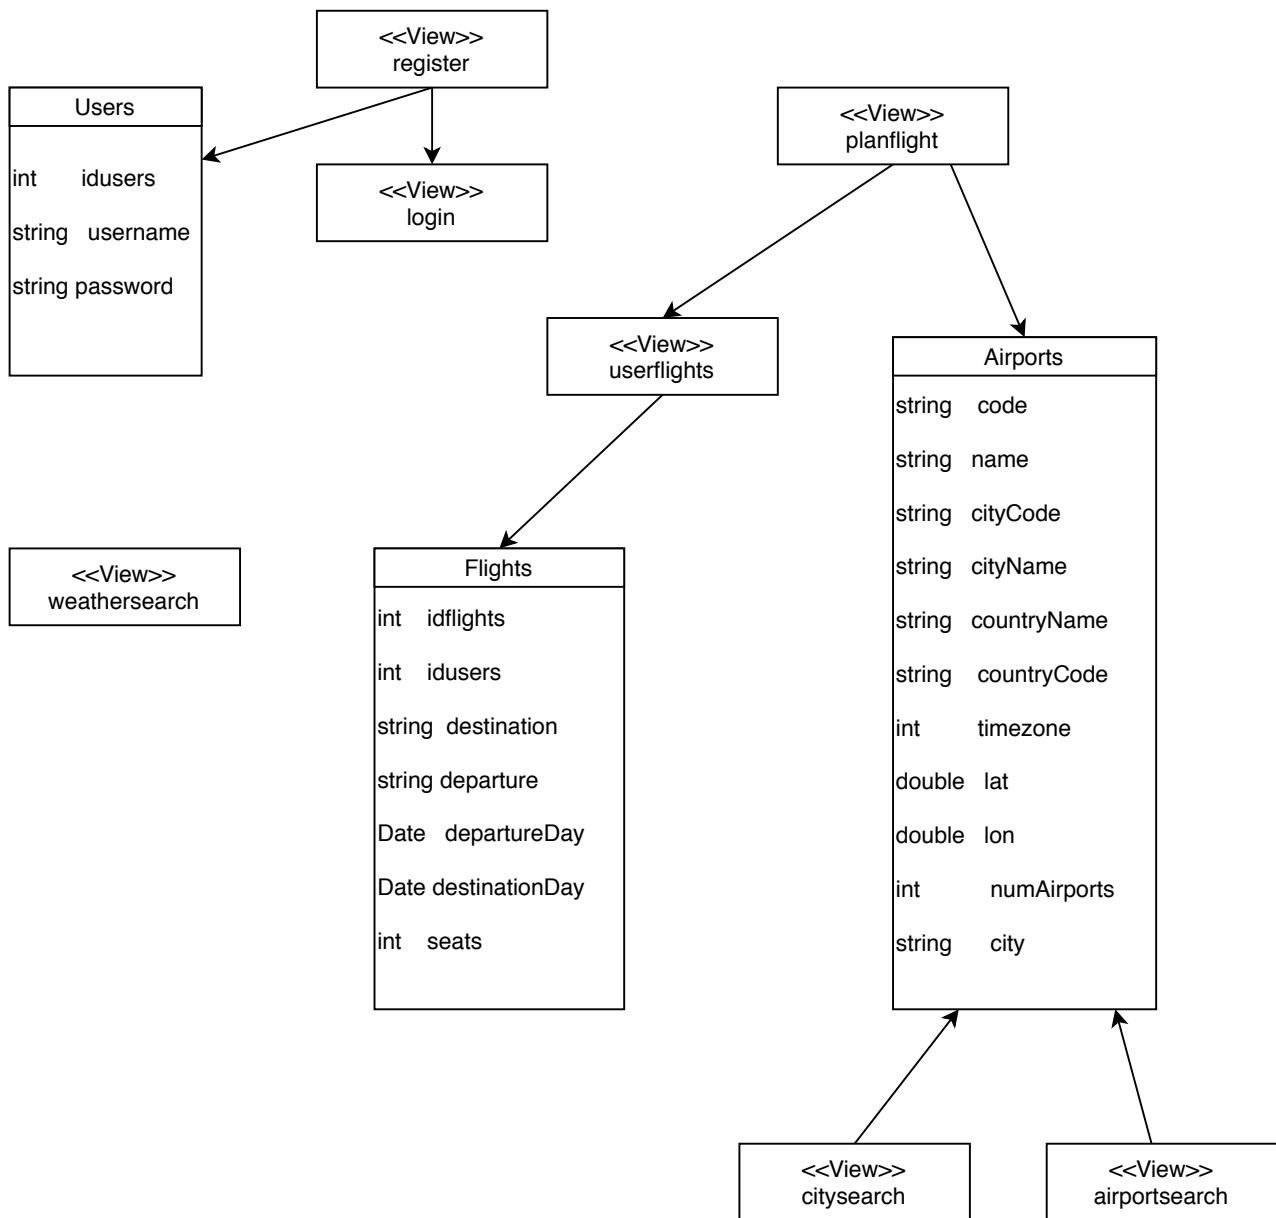 <<View>>
register
Users
int idusers
string username
string password
<<View>>
login
<<View>>
planflight
<<View>>
userflights
Airports
string code
string name
string cityCode
string cityName
string countryName
string countryCode
int timezone
double lat
double lon
int numAirports
string city
<<View>>
weathersearch
Flights
int idflights
int idusers
string destination
string departure
Date departureDay
Date destinationDay
int seats
<<View>>
citysearch
<<View>>
airportsearch